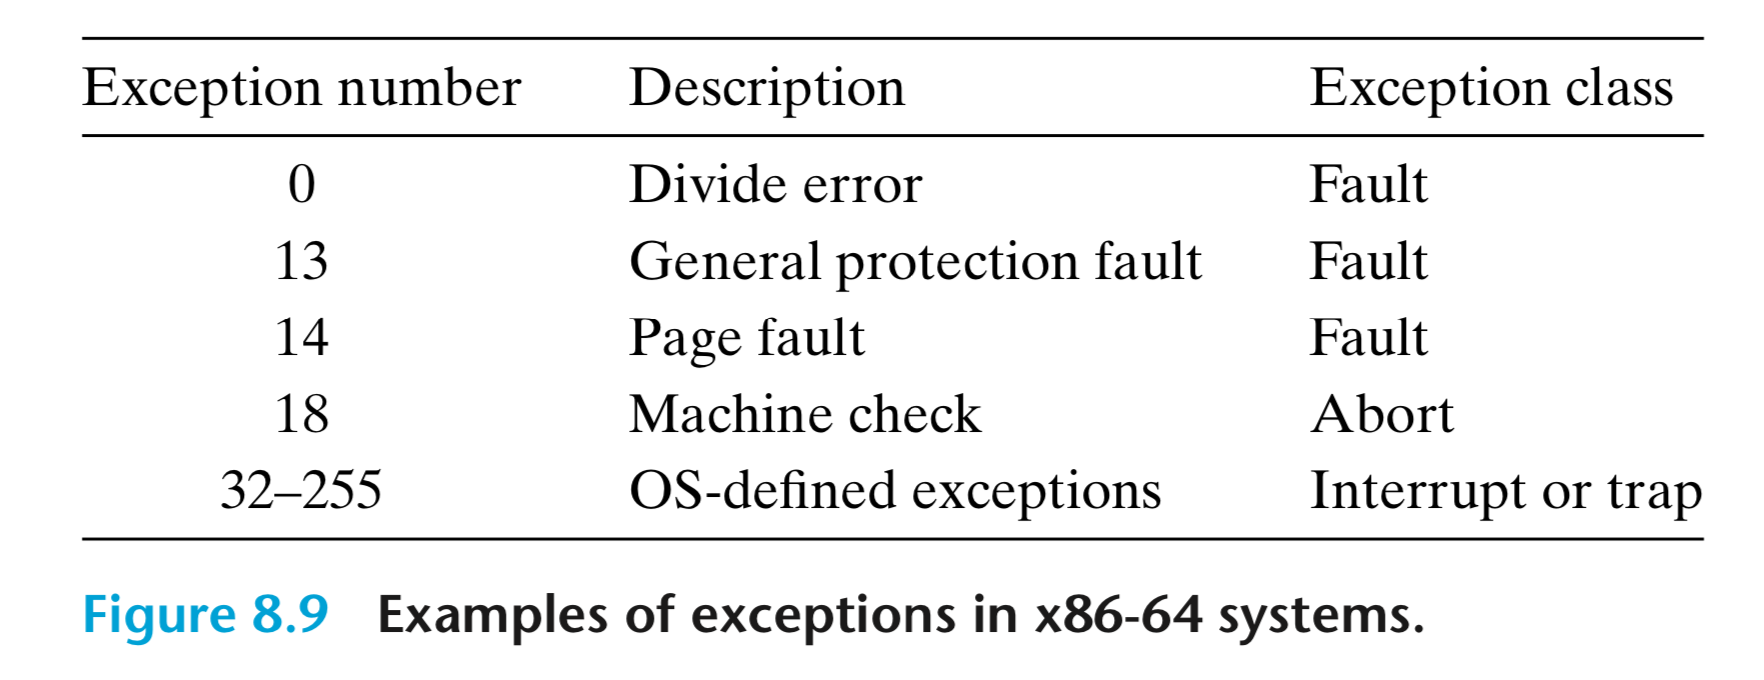 Exception number Description Exception class
0 Divide error Fault
13 General protection fault Fault
14 Page fault Fault
18 Machine check Abort
32–255 OS-defined exceptions Interrupt or trap
Figure 8.9 Examples of exceptions in x86-64 systems.